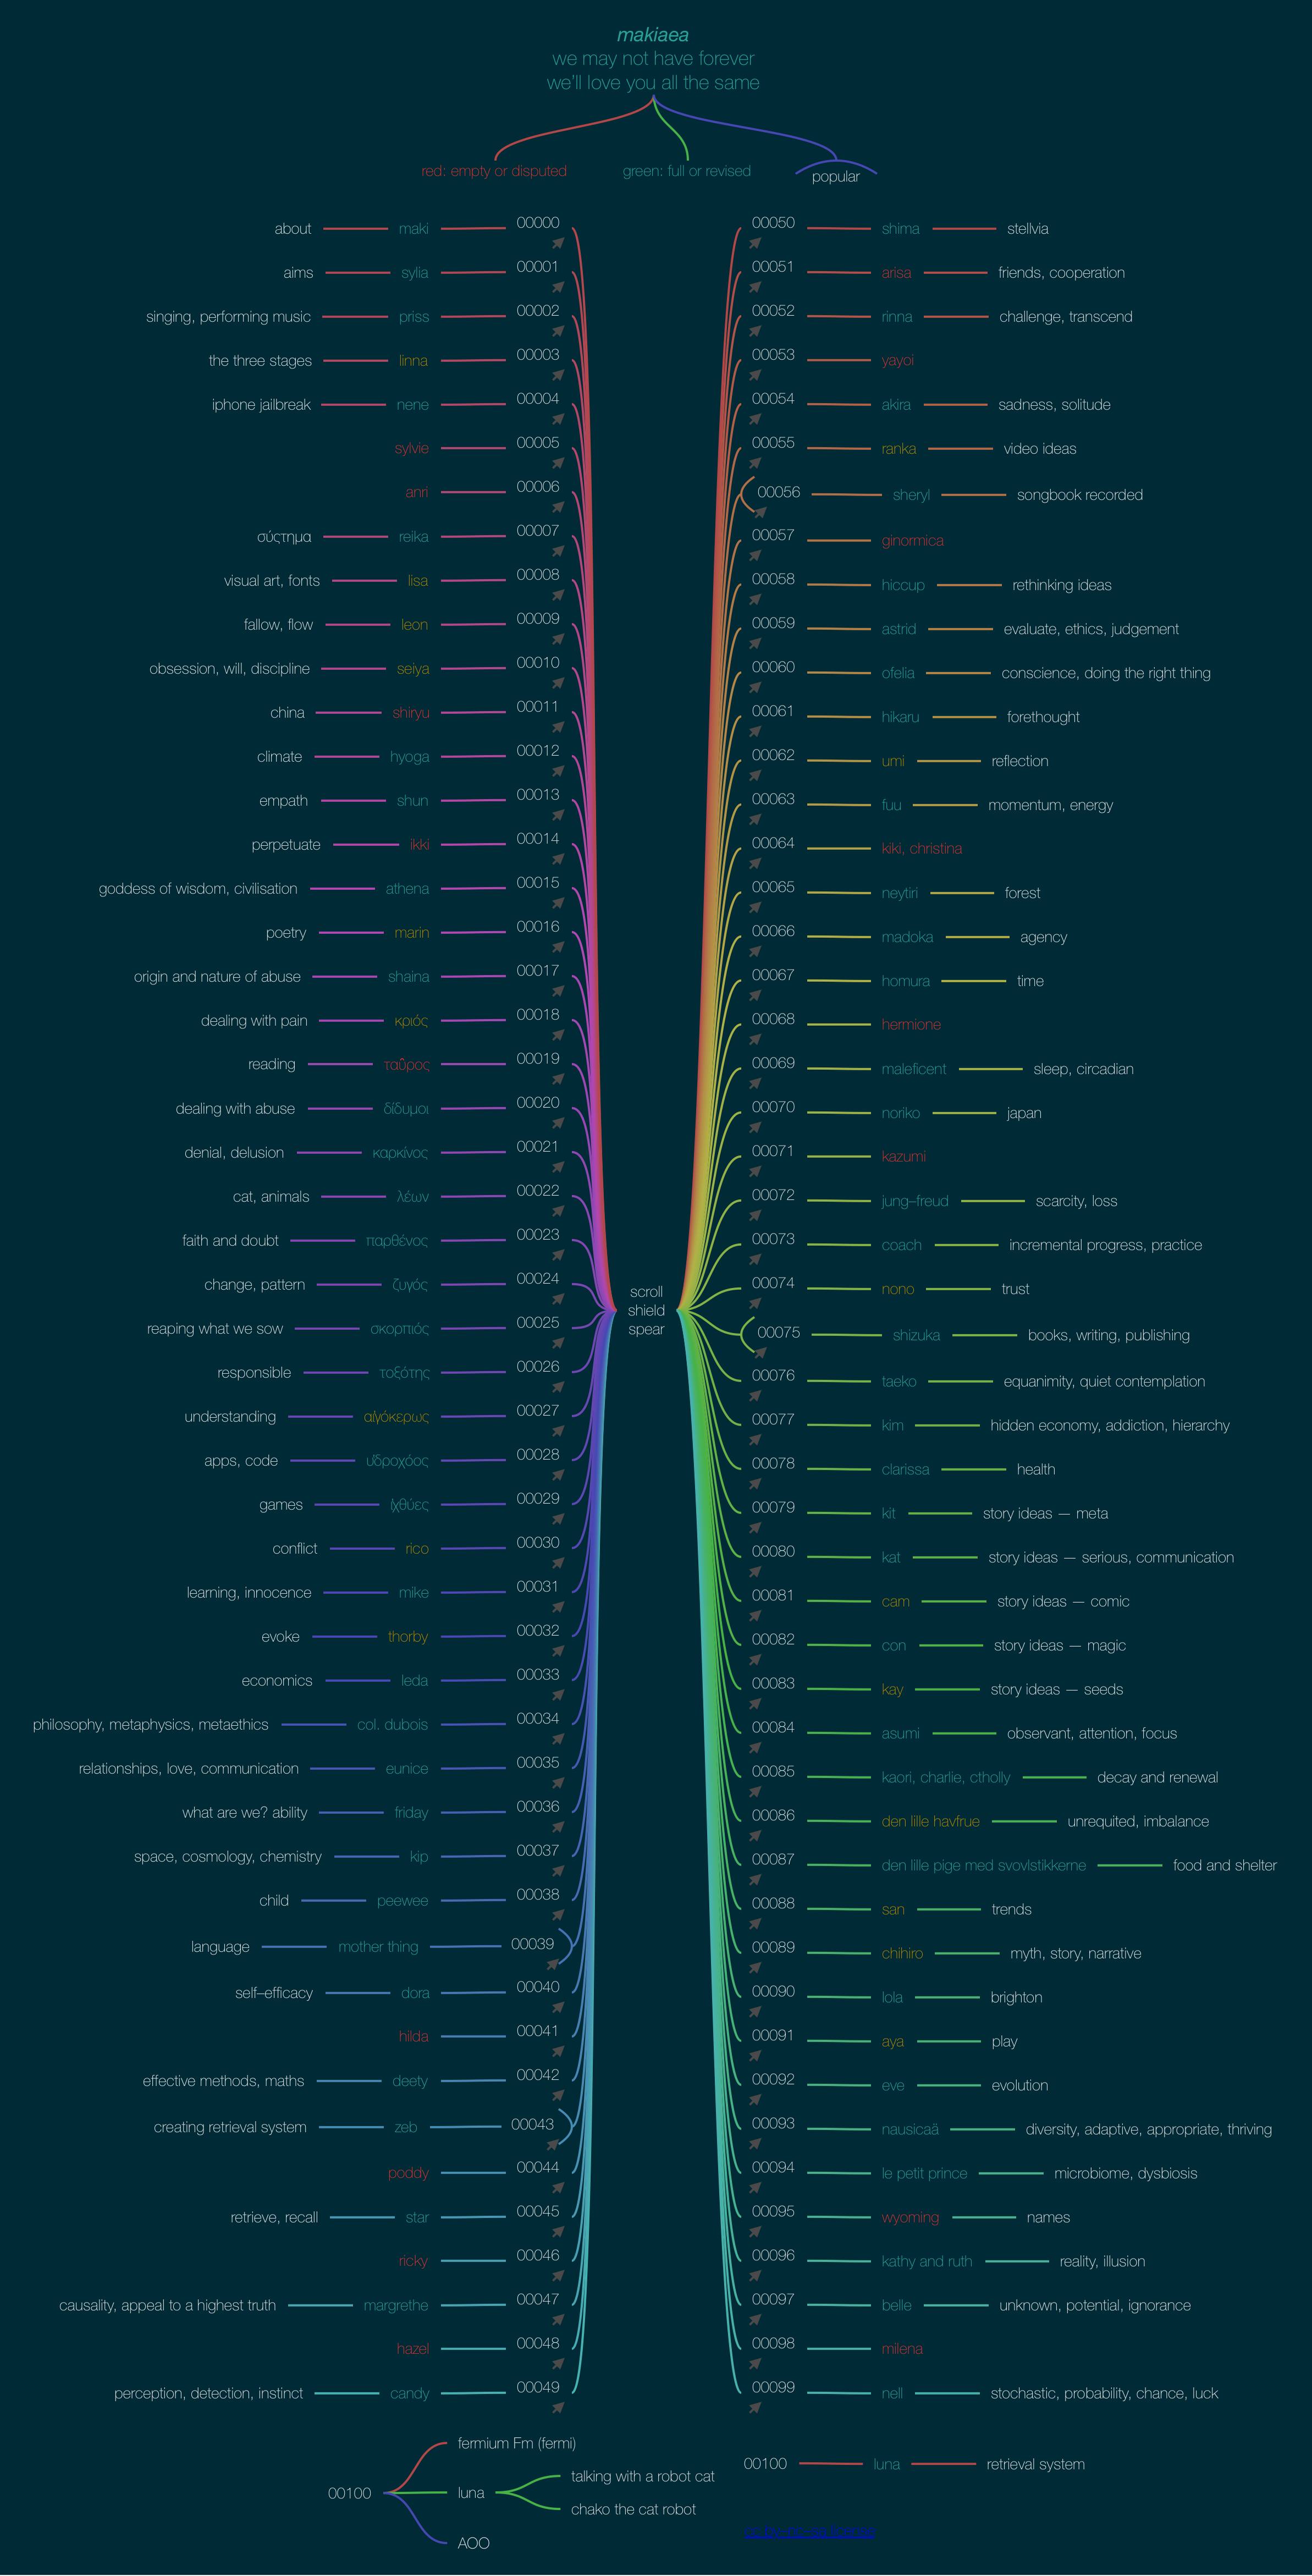 makiaea
we may not have forever
we'll love you all the same
red: empty or disputed
green: full or revised
popular
about maki 00000
aims sylia 00001
singing, performing music priss 00002
the three stages linna 00003
iphone jailbreak nene 00004
sylvie 00005
anri 00006
σύςτημα reika 00007
visual art, fonts lisa 00008
fallow, flow leon 00009
obsession, will, discipline seiya 00010
china shiryu 00011
climate hyoga 00012
empath shun 00013
perpetuate ikki 00014
goddess of wisdom, civilisation athena 00015
poetry marin 00016
origin and nature of abuse shaina 00017
dealing with pain κριός 00018
reading ταῦρος 00019
dealing with abuse δίδυμοι 00020
denial, delusion καρκίνος 00021
cat, animals λέων 00022
faith and doubt παρθένος 00023
change, pattern ζυγός 00024
reaping what we sow σκορπιός 00025
responsible τοξότης 00026
understanding αἰγόκερως 00027
apps, code ὑδροχόος 00028
games ἰχθύες 00029
conflict rico 00030
learning, innocence mike 00031
evoke thorby 00032
economics leda 00033
philosophy, metaphysics, metaethics col. dubois 00034
relationships, love, communication eunice 00035
what are we? ability friday 00036
space, cosmology, chemistry kip 00037
child peewee 00038
language mother thing 00039
self–efficacy dora 00040
hilda 00041
effective methods, maths deety 00042
creating retrieval system zeb 00043
poddy 00044
retrieve, recall star 00045
ricky 00046
causality, appeal to a highest truth margrethe 00047
hazel 00048
perception, detection, instinct candy 00049
scroll
shield
spear
00050 shima stellvia
00051 arisa friends, cooperation
00052 rinna challenge, transcend
00053 yayoi
00054 akira sadness, solitude
00055 ranka video ideas
00056 sheryl songbook recorded
00057 ginormica
00058 hiccup rethinking ideas
00059 astrid evaluate, ethics, judgement
00060 ofelia conscience, doing the right thing
00061 hikaru forethought
00062 umi reflection
00063 fuu momentum, energy
00064 kiki, christina
00065 neytiri forest
00066 madoka agency
00067 homura time
00068 hermione
00069 maleficent sleep, circadian
00070 noriko japan
00071 kazumi
00072 jung–freud scarcity, loss
00073 coach incremental progress, practice
00074 nono trust
00075 shizuka books, writing, publishing
00076 taeko equanimity, quiet contemplation
00077 kim hidden economy, addiction, hierarchy
00078 clarissa health
00079 kit story ideas — meta
00080 kat story ideas — serious, communication
00081 cam story ideas — comic
00082 con story ideas — magic
00083 kay story ideas — seeds
00084 asumi observant, attention, focus
00085 kaori, charlie, ctholly decay and renewal
00086 den lille havfrue unrequited, imbalance
00087 den lille pige med svovlstikkerne food and shelter
00088 san trends
00089 chihiro myth, story, narrative
00090 lola brighton
00091 aya play
00092 eve evolution
00093 nausicaä diversity, adaptive, appropriate, thriving
00094 le petit prince microbiome, dysbiosis
00095 wyoming names
00096 kathy and ruth reality, illusion
00097 belle unknown, potential, ignorance
00098 milena
00099 nell stochastic, probability, chance, luck
00100
fermium Fm (fermi)
luna
talking with a robot cat
chako the cat robot
AOO
00100 luna retrieval system